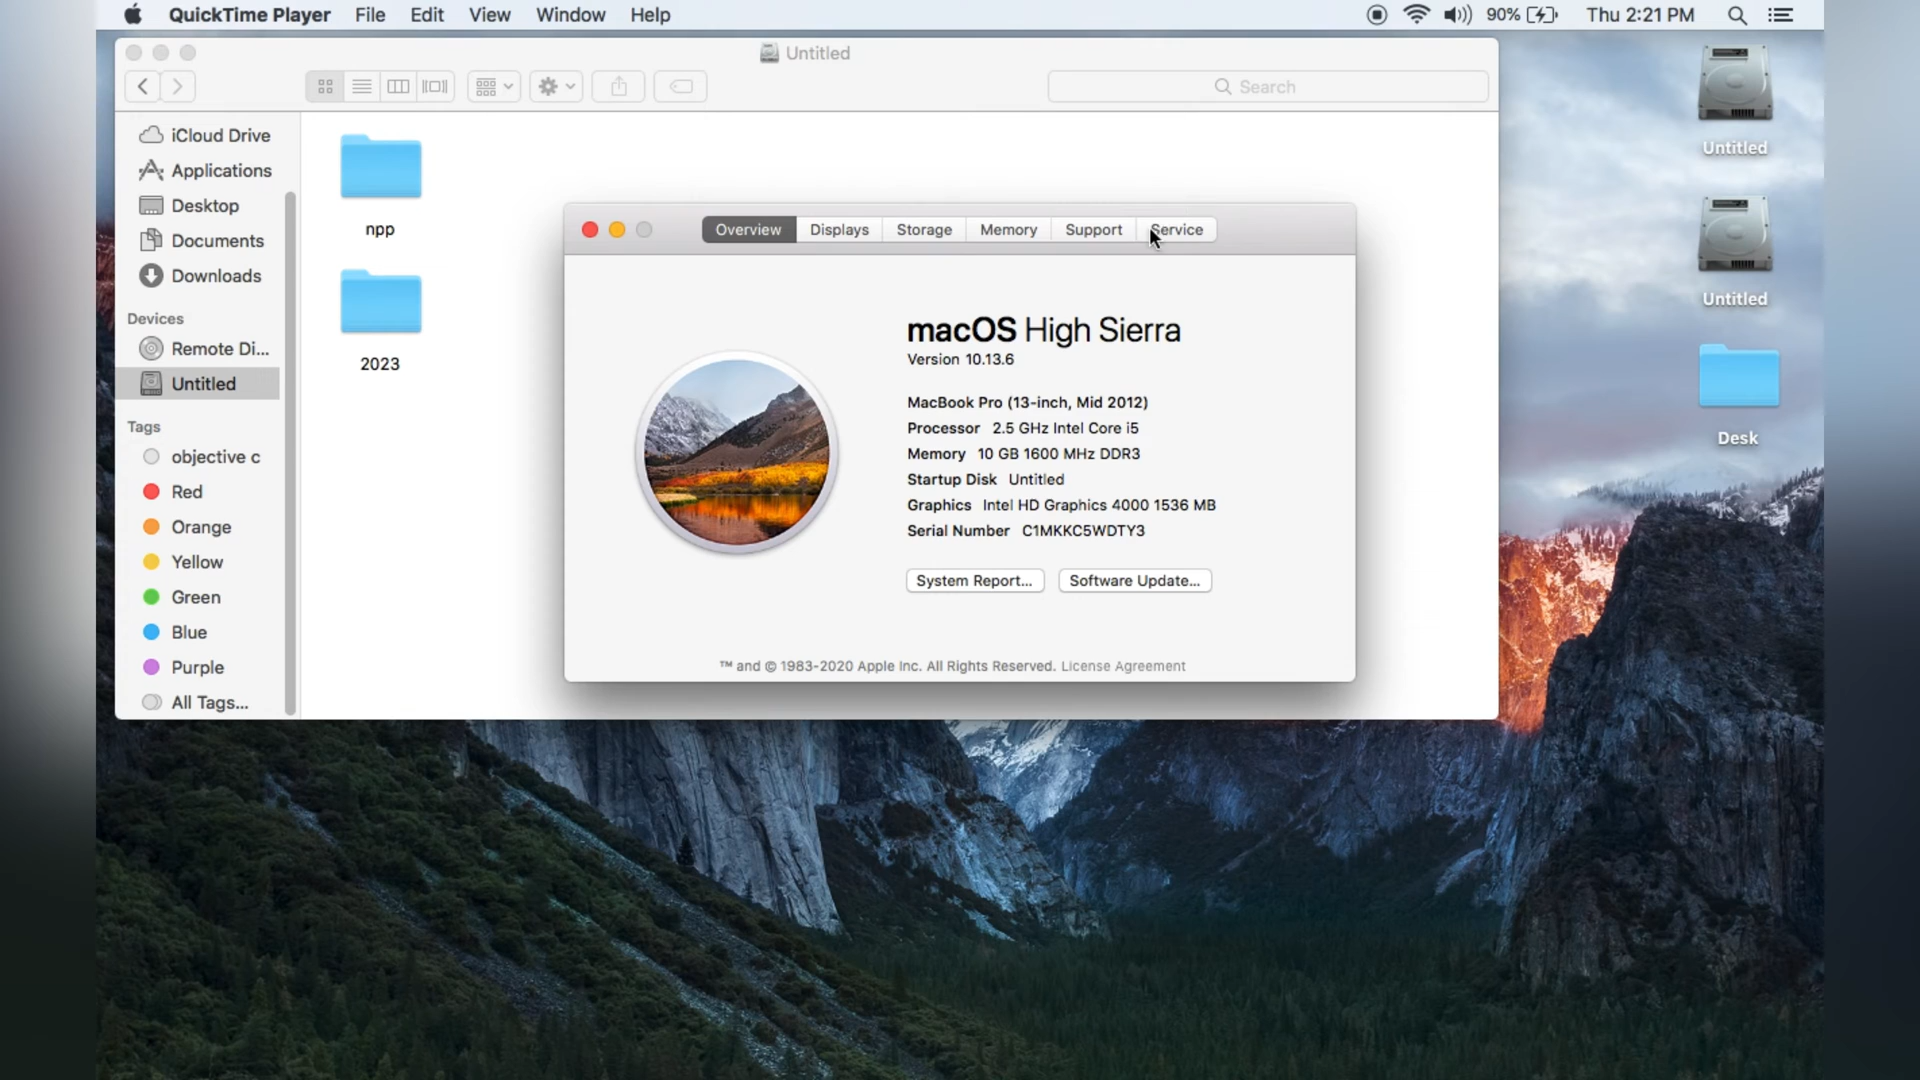 QuickTime Player File Edit View Window Help 90% Thu 2:21 PM
Untitled
Search
iCloud Drive
Applications
Desktop
Documents
Downloads
Devices
Remote Di...
Untitled
Tags
objective c
Red
Orange
Yellow
Green
Blue
Purple
All Tags...
npp
2023
Overview Displays Storage Memory Support Service
macOS High Sierra
Version 10.13.6
MacBook Pro (13-inch, Mid 2012)
Processor 2.5 GHz Intel Core i5
Memory 10 GB 1600 MHz DDR3
Startup Disk Untitled
Graphics Intel HD Graphics 4000 1536 MB
Serial Number C1MKKC5WDTY3
System Report... Software Update...
™ and © 1983-2020 Apple Inc. All Rights Reserved. License Agreement
Untitled
Untitled
Desk